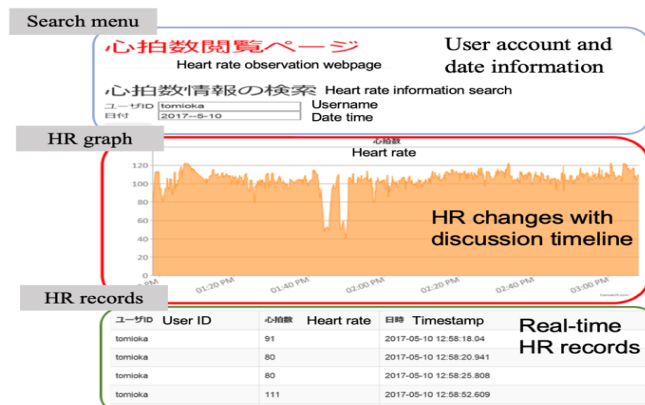 Search menu
心拍数閲覧ページ
Heart rate observation webpage
User account and
date information
心拍数情報の検索 Heart rate information search
ユーザID tomioka Username
日付 2017--5-10 Date time
HR graph
心拍数
Heart rate
120
100
80
60
40
20
0
HR changes with
discussion timeline
PM
01:20 PM
01:40 PM
02:00 PM
02:20 PM
02:40 PM
03:00 PM
HR records
ユーザID User ID 心拍数 Heart rate 日時 Timestamp
Real-time
HR records
tomioka 91 2017-05-10 12:58:18.04
tomioka 80 2017-05-10 12:58:20.941
tomioka 80 2017-05-10 12:58:25.808
tomioka 111 2017-05-10 12:58:52.609